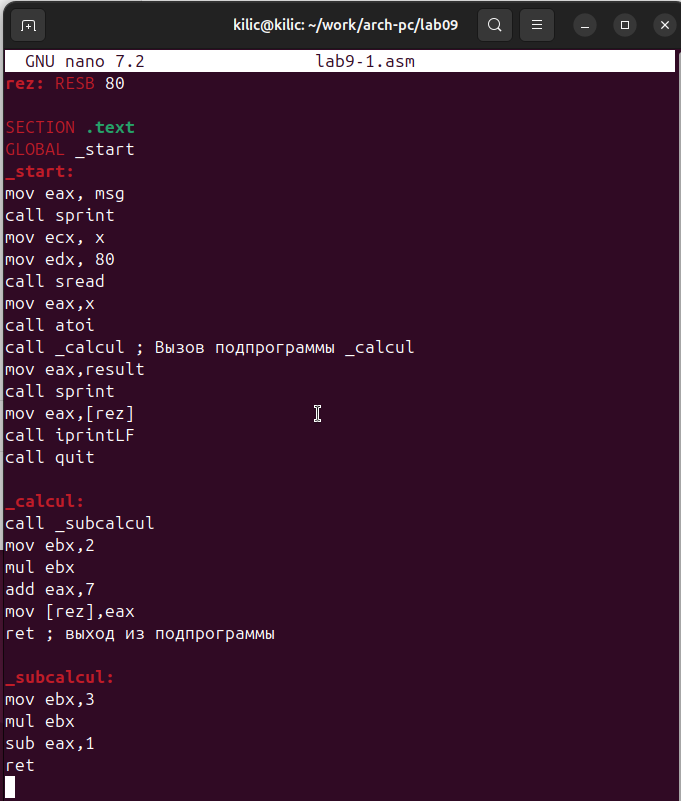 kilic@kilic: ~/work/arch-pc/lab09
GNU nano 7.2 lab9-1.asm
rez: RESB 80
SECTION .text
GLOBAL _start
_start:
mov eax, msg
call sprint
mov ecx, x
mov edx, 80
call sread
mov eax,x
call atoi
call _calcul ; Вызов подпрограммы _calcul
mov eax,result
call sprint
mov eax,[rez]
call iprintLF
call quit
_calcul:
call _subcalcul
mov ebx,2
mul ebx
add eax,7
mov [rez],eax
ret ; выход из подпрограммы
_subcalcul:
mov ebx,3
mul ebx
sub eax,1
ret